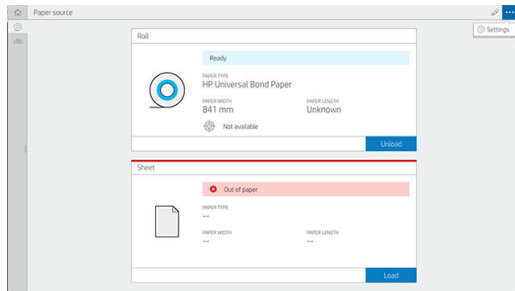 Paper source
Settings
Roll
Ready
PAPER TYPE
HP Universal Bond Paper
PAPER WIDTH
PAPER LENGTH
841 mm
Unknown
Not available
Unload
Sheet
Out of paper
PAPER TYPE
--
PAPER WIDTH
PAPER LENGTH
--
--
Load